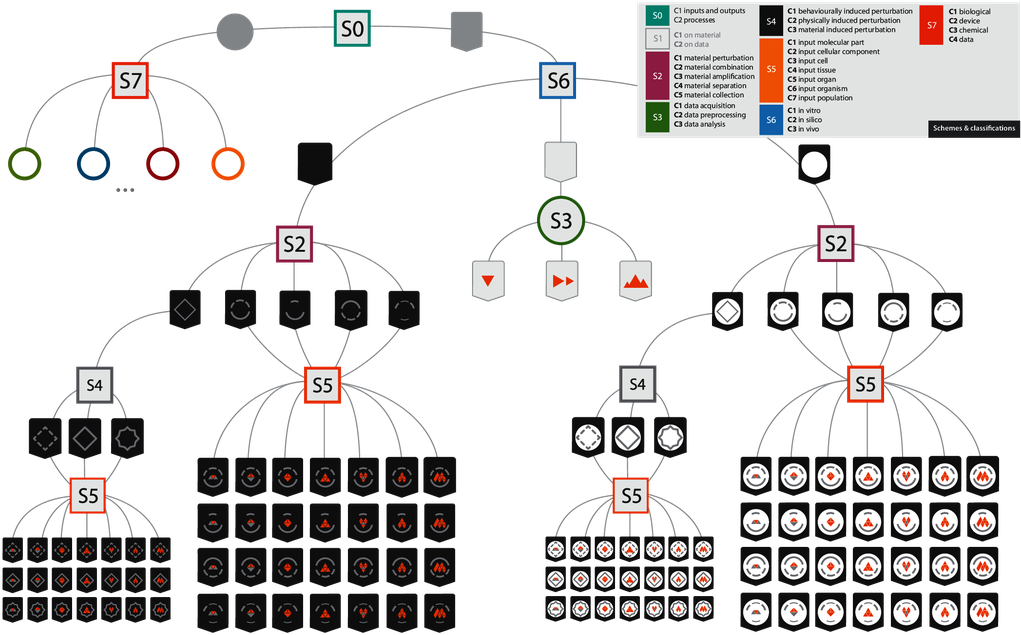 S0
S0
C1 inputs and outputs
C2 processes
S1
C1 on material
C2 on data
S2
C1 material perturbation
C2 material combination
C3 material amplification
C4 material separation
C5 material collection
S3
C1 data acquisition
C2 data preprocessing
C3 data analysis
S4
C1 behaviourally induced perturbation
C2 physically induced perturbation
C3 material induced perturbation
S5
C1 input molecular part
C2 input cellular component
C3 input cell
C4 input tissue
C5 input organ
C6 input organism
C7 input population
S6
C1 in vitro
C2 in silico
C3 in vivo
S7
C1 biological
C2 device
C3 chemical
C4 data
Schemes & classifications
S7
S6
S3
S2
S2
S4
S5
S4
S5
S5
S5